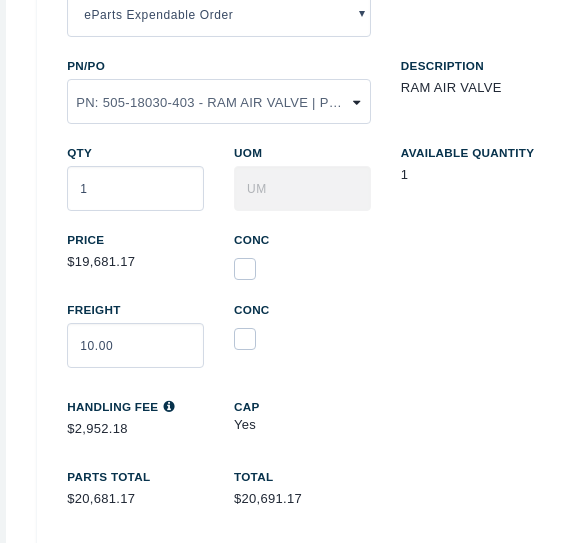 eParts Expendable Order
PN/PO
DESCRIPTION
PN: 505-18030-403 - RAM AIR VALVE | P...
RAM AIR VALVE
QTY
UOM
AVAILABLE QUANTITY
1
UM
1
PRICE
CONC
$19,681.17
FREIGHT
CONC
10.00
HANDLING FEE
CAP
$2,952.18
Yes
PARTS TOTAL
TOTAL
$20,681.17
$20,691.17